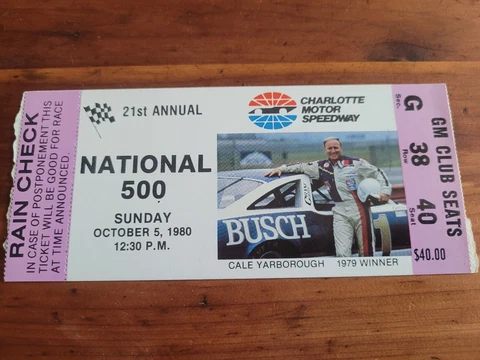 RAIN CHECK
IN CASE OF POSTPONEMENT THIS
TICKET WILL BE GOOD FOR RACE
AT TIME ANNOUNCED.
21st ANNUAL
NATIONAL
500
SUNDAY
OCTOBER 5, 1980
12:30 P.M.
CHARLOTTE
MOTOR
SPEEDWAY
BUSCH
1
CALE YARBOROUGH 1979 WINNER
Sec.
G
Row
38
Seat
40
GM CLUB SEATS
$40.00